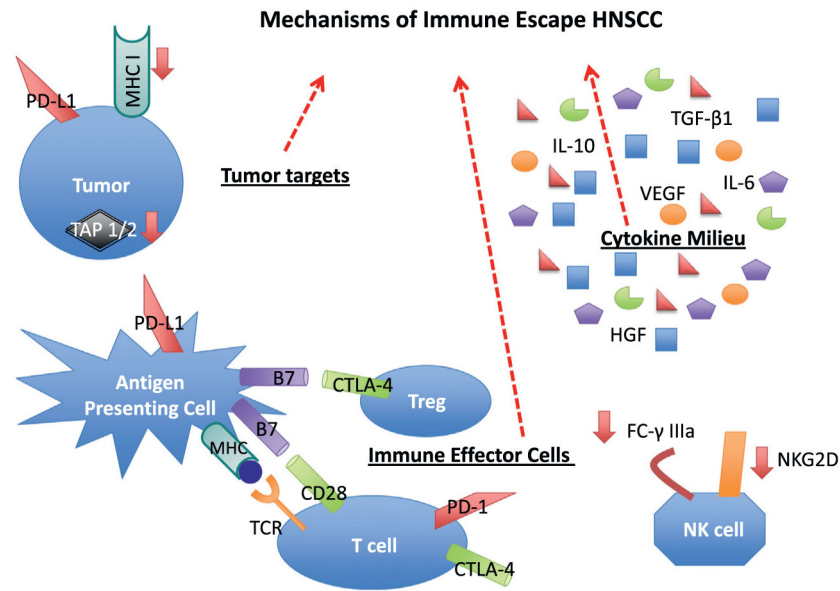 Mechanisms of Immune Escape HNSCC
MHC I
PD-L1
Tumor
TAP 1/2
Tumor targets
TGF-β1
IL-10
IL-6
VEGF
Cytokine Milieu
HGF
PD-L1
Antigen
Presenting Cell
B7
CTLA-4
Treg
B7
MHC
Immune Effector Cells
CD28
TCR
PD-1
T cell
CTLA-4
FC-γ IIIa
NKG2D
NK cell